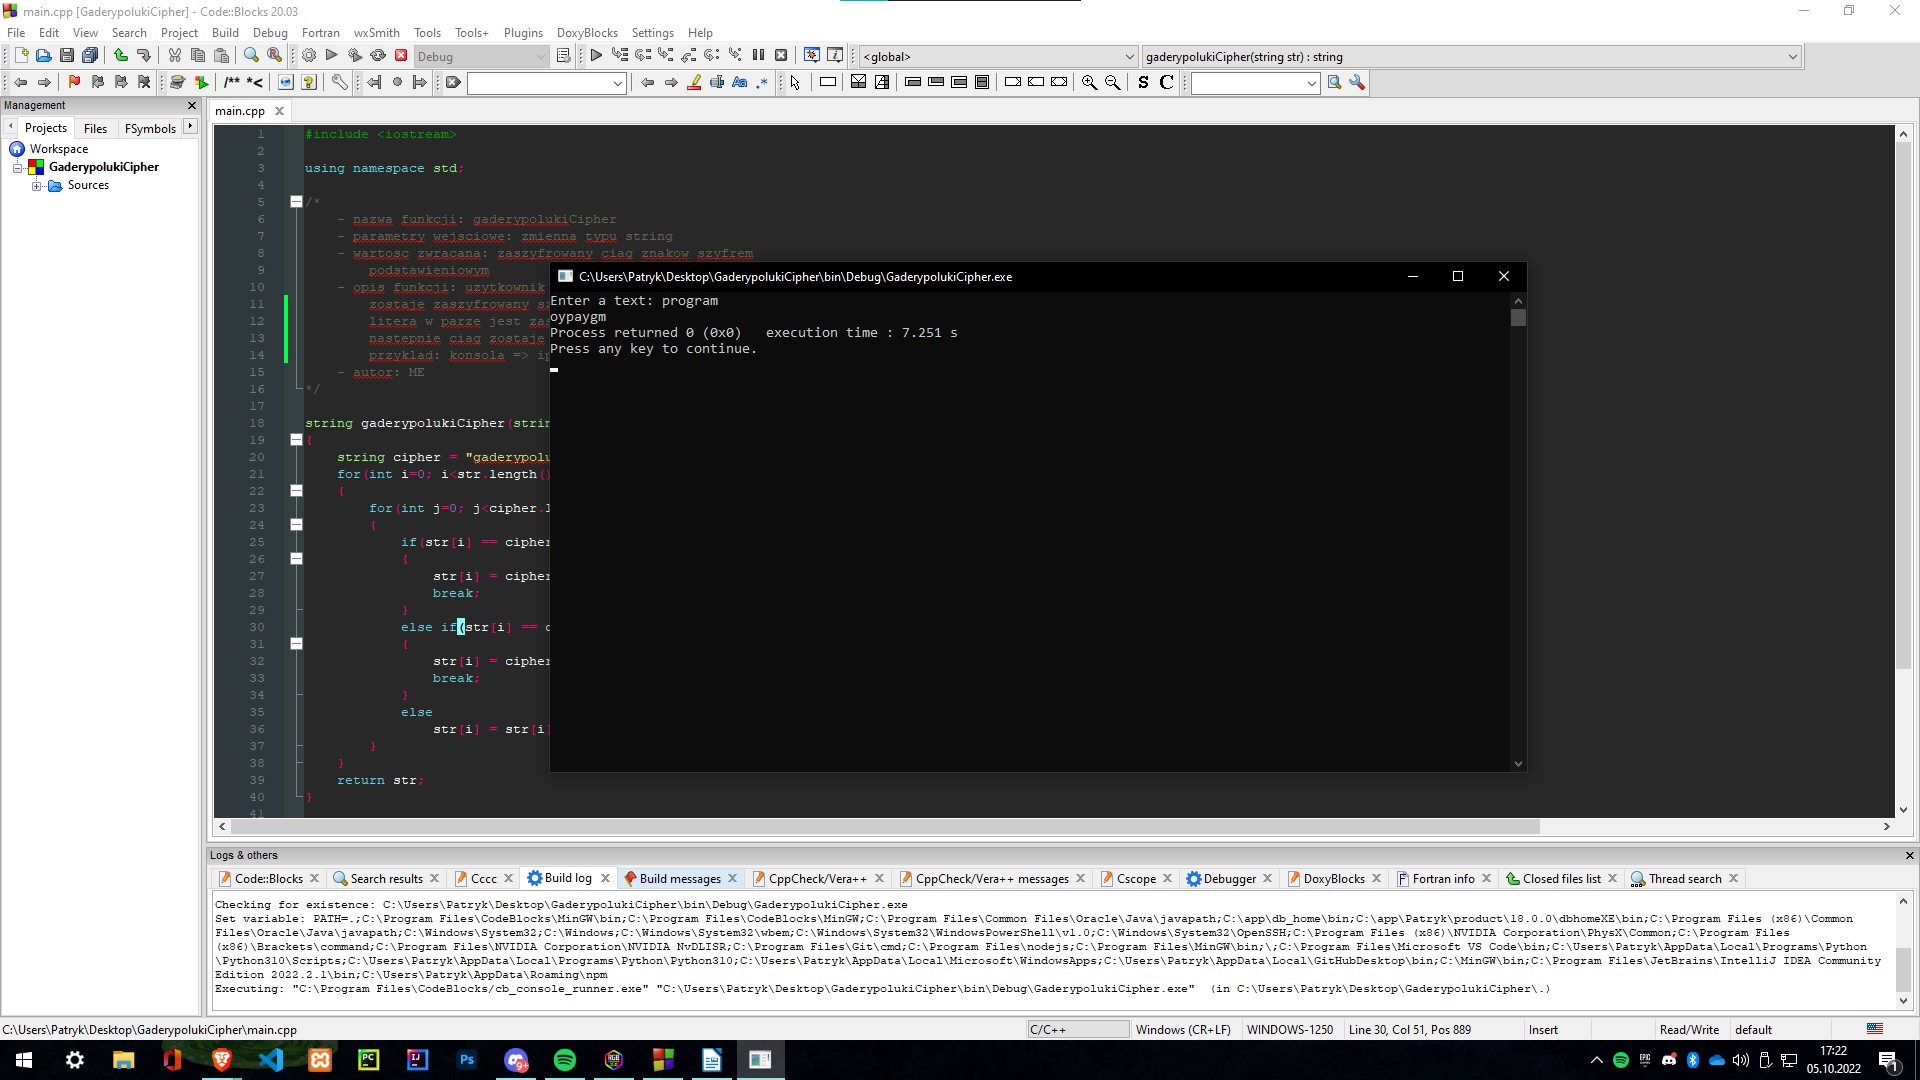 main.cpp [GaderypolukiCipher] - Code::Blocks 20.03
File Edit View Search Project Build Debug Fortran wxSmith Tools Tools+ Plugins DoxyBlocks Settings Help
Debug
<global>
gaderypolukiCipher(string str) : string
/** *<
Aa .*
S C
Management
Projects Files FSymbols
Workspace
GaderypolukiCipher
Sources
main.cpp
1 #include <iostream>
2
3 using namespace std;
4
5 /*
6 - nazwa funkcji: gaderypolukiCipher
7 - parametry wejsciowe: zmienna typu string
8 - wartosc zwracana: zaszyfrowany ciag znakow szyfrem
9 podstawieniowym
10 - opis funkcji: uzytkownik
11 zostaje zaszyfrowany s
12 litera w parze jest za
13 nastepnie ciag zostaje
14 przyklad: konsola => ip
15 - autor: ME
16 */
17
18 string gaderypolukiCipher(strin
19 {
20 string cipher = "gaderypolu
21 for(int i=0; i<str.length()
22 {
23 for(int j=0; j<cipher.l
24 {
25 if(str[i] == cipher
26 {
27 str[i] = cipher
28 break;
29 }
30 else if(str[i] == c
31 {
32 str[i] = cipher
33 break;
34 }
35 else
36 str[i] = str[i]
37 }
38 }
39 return str;
40 }
41
C:\Users\Patryk\Desktop\GaderypolukiCipher\bin\Debug\GaderypolukiCipher.exe
Enter a text: program
oypaygm
Process returned 0 (0x0)   execution time : 7.251 s
Press any key to continue.
Logs & others
Code::Blocks Search results Cccc Build log Build messages CppCheck/Vera++ CppCheck/Vera++ messages Cscope Debugger DoxyBlocks Fortran info Closed files list Thread search
Checking for existence: C:\Users\Patryk\Desktop\GaderypolukiCipher\bin\Debug\GaderypolukiCipher.exe
Set variable: PATH=.;C:\Program Files\CodeBlocks\MinGW\bin;C:\Program Files\CodeBlocks\MinGW;C:\Program Files\Common Files\Oracle\Java\javapath;C:\app\db_home\bin;C:\app\Patryk\product\18.0.0\dbhomeXE\bin;C:\Program Files (x86)\Common
Files\Oracle\Java\javapath;C:\Windows\System32;C:\Windows;C:\Windows\System32\wbem;C:\Windows\System32\WindowsPowerShell\v1.0;C:\Windows\System32\OpenSSH;C:\Program Files (x86)\NVIDIA Corporation\PhysX\Common;C:\Program Files
(x86)\Brackets\command;C:\Program Files\NVIDIA Corporation\NVIDIA NvDLISR;C:\Program Files\Git\cmd;C:\Program Files\nodejs;C:\Program Files\MinGW\bin;\;C:\Program Files\Microsoft VS Code\bin;C:\Users\Patryk\AppData\Local\Programs\Python
\Python310\Scripts;C:\Users\Patryk\AppData\Local\Programs\Python\Python310;C:\Users\Patryk\AppData\Local\Microsoft\WindowsApps;C:\Users\Patryk\AppData\Local\GitHubDesktop\bin;C:\MinGW\bin;C:\Program Files\JetBrains\IntelliJ IDEA Community
Edition 2022.2.1\bin;C:\Users\Patryk\AppData\Roaming\npm
Executing: "C:\Program Files\CodeBlocks/cb_console_runner.exe" "C:\Users\Patryk\Desktop\GaderypolukiCipher\bin\Debug\GaderypolukiCipher.exe"  (in C:\Users\Patryk\Desktop\GaderypolukiCipher\.)
C:\Users\Patryk\Desktop\GaderypolukiCipher\main.cpp C/C++ Windows (CR+LF) WINDOWS-1250 Line 30, Col 51, Pos 889 Insert Read/Write default
PC IJ Ps 9+
17:22
05.10.2022
1